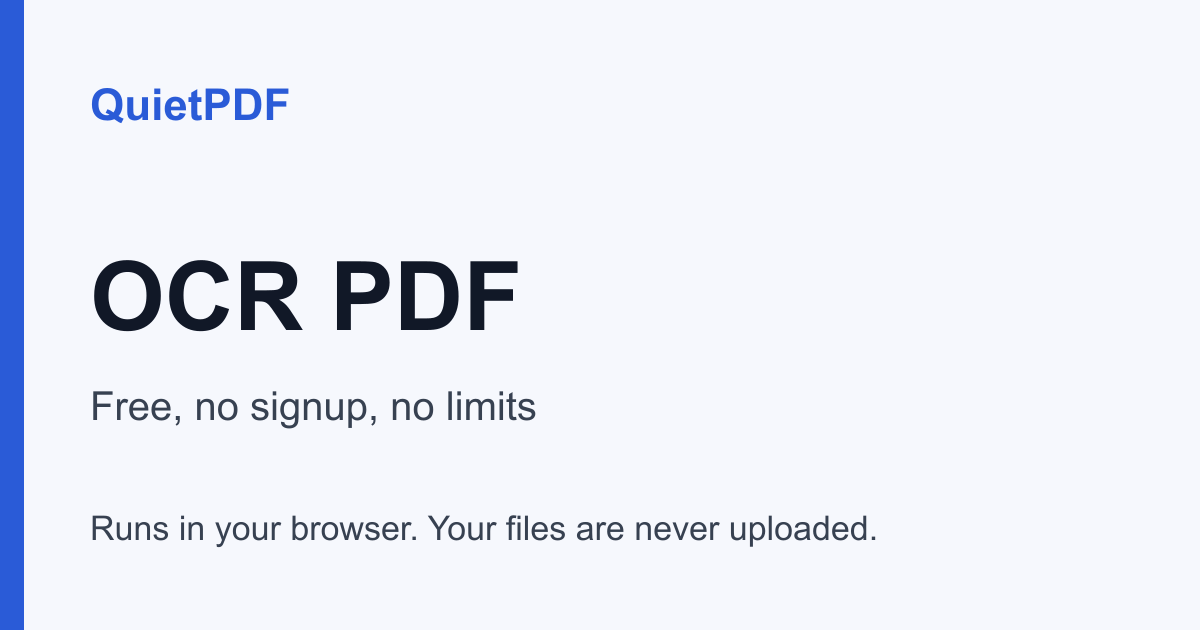 QuietPDF
OCR PDF
Free, no signup, no limits
Runs in your browser. Your files are never uploaded.